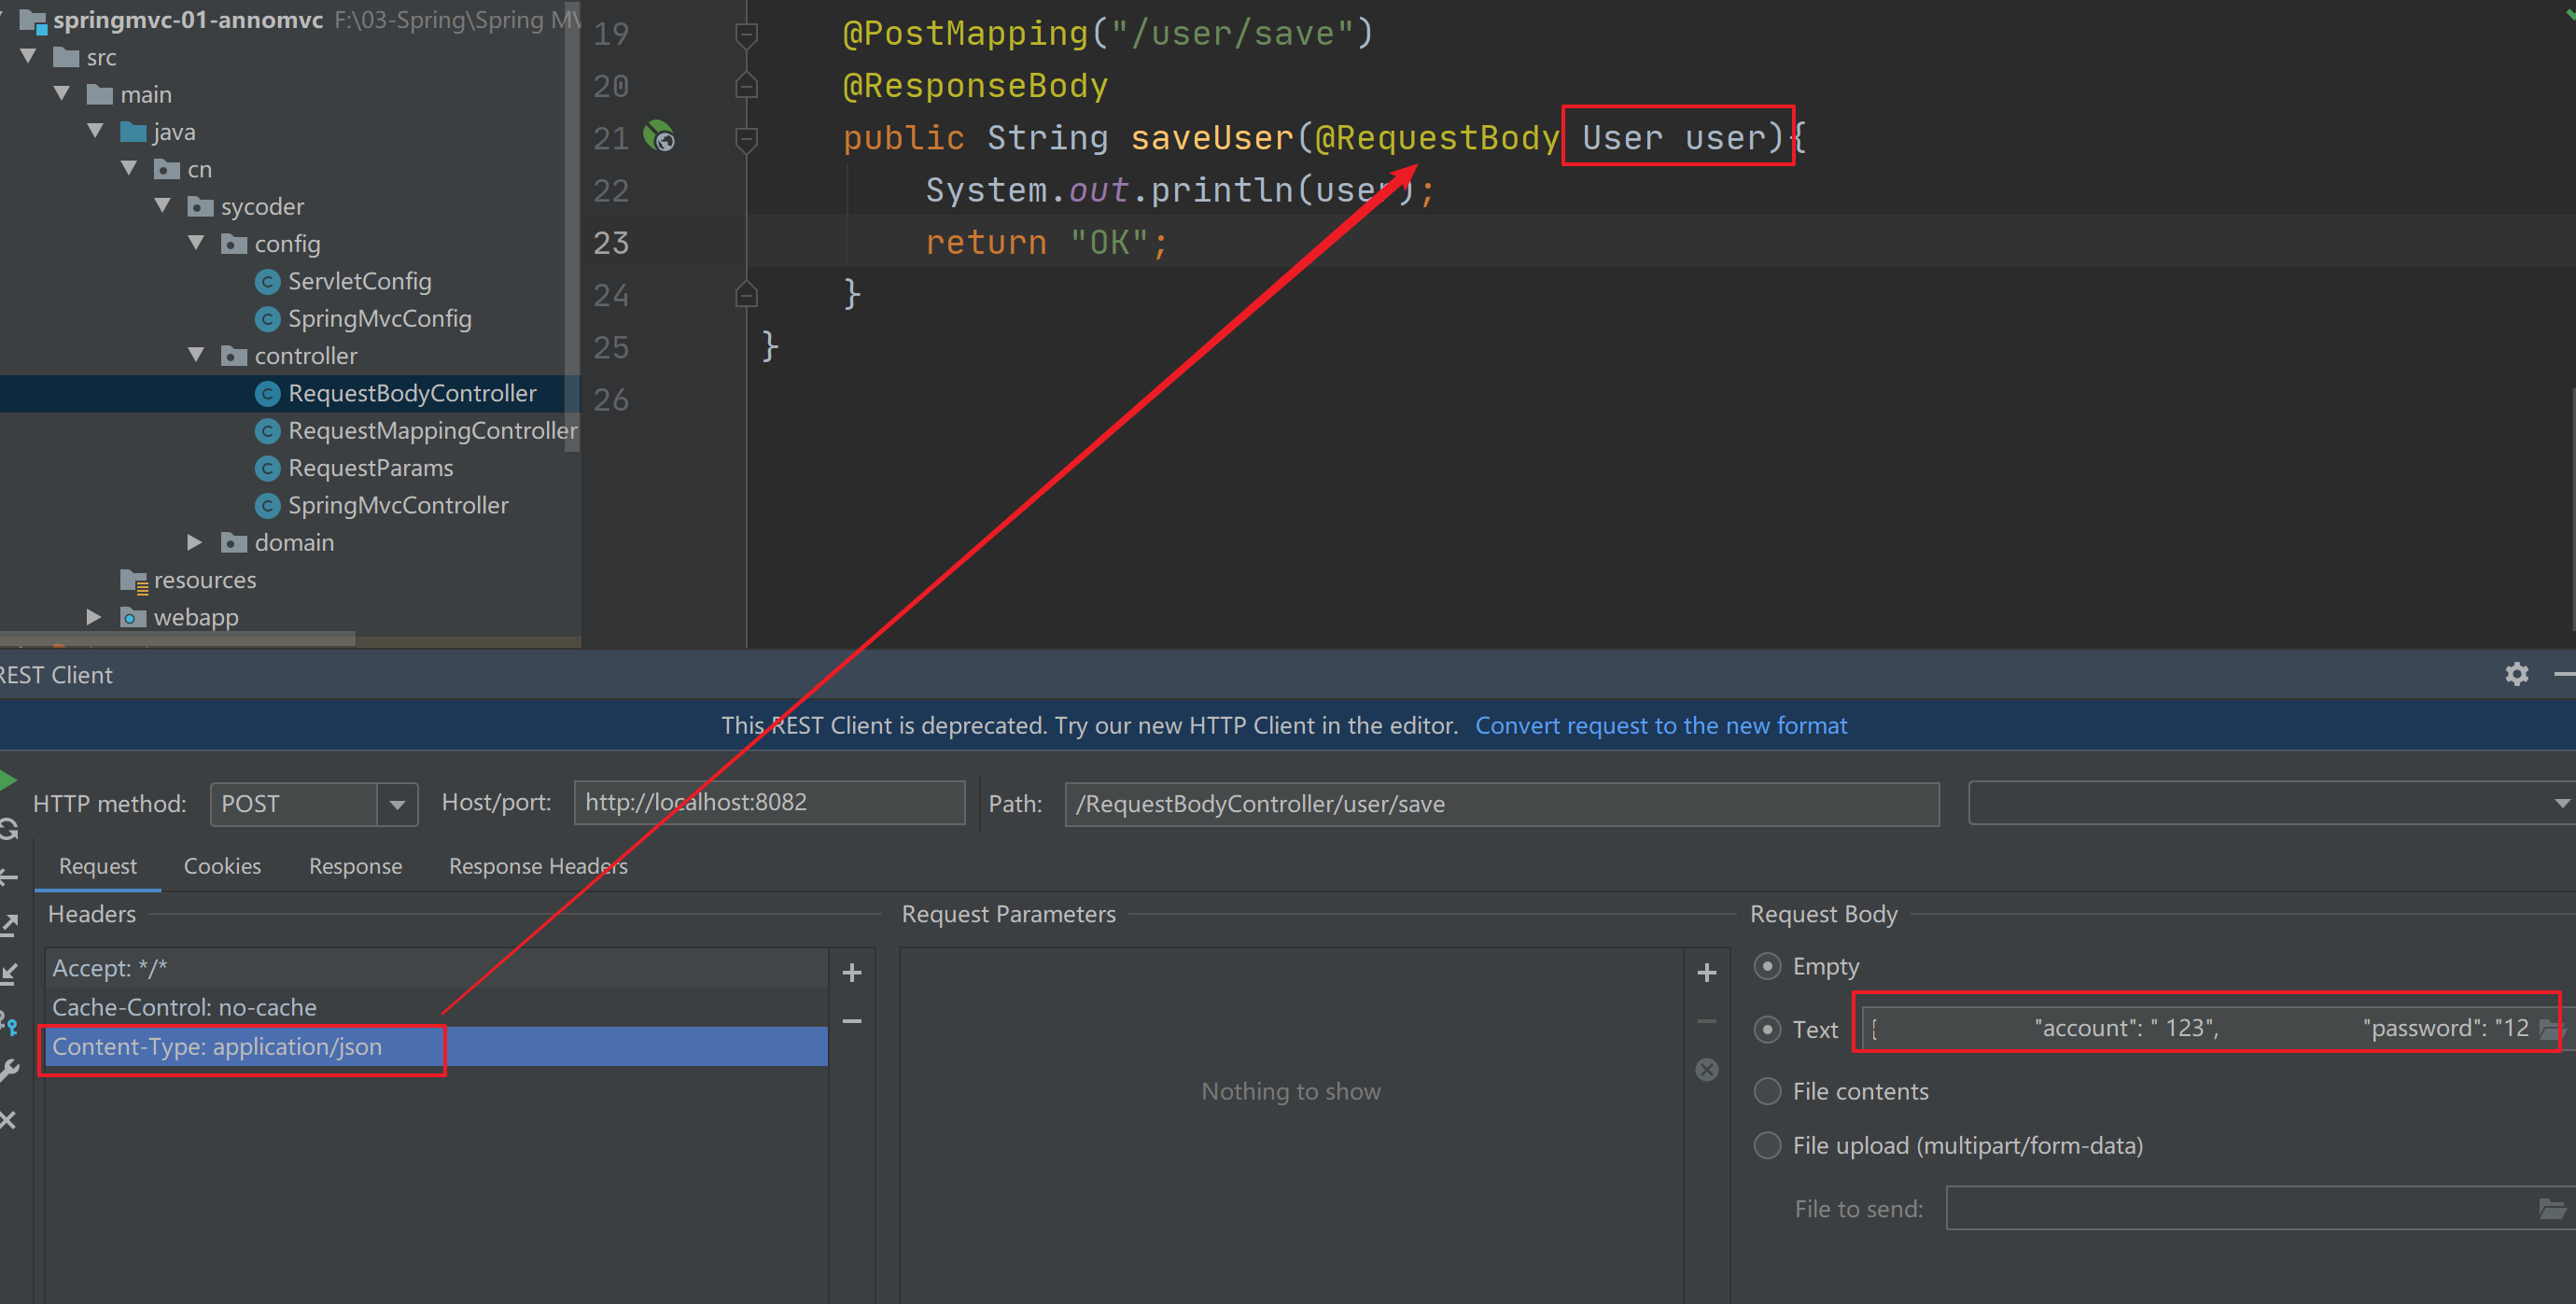 springmvc-01-annomvc F:\03-Spring\Spring M
src
main
java
cn
sycoder
config
ServletConfig
SpringMvcConfig
controller
RequestBodyController
RequestMappingController
RequestParams
SpringMvcController
domain
resources
webapp
19 @PostMapping("/user/save")
20 @ResponseBody
21 public String saveUser(@RequestBody User user){
22 System.out.println(user);
23 return "OK";
24 }
25 }
26
REST Client
This REST Client is deprecated. Try our new HTTP Client in the editor. Convert request to the new format
HTTP method: POST Host/port: http://localhost:8082 Path: /RequestBodyController/user/save
Request Cookies Response Response Headers
Headers Request Parameters Request Body
Accept: */*
Cache-Control: no-cache
Content-Type: application/json
Nothing to show
Empty
Text { "account": " 123", "password": "12
File contents
File upload (multipart/form-data)
File to send: